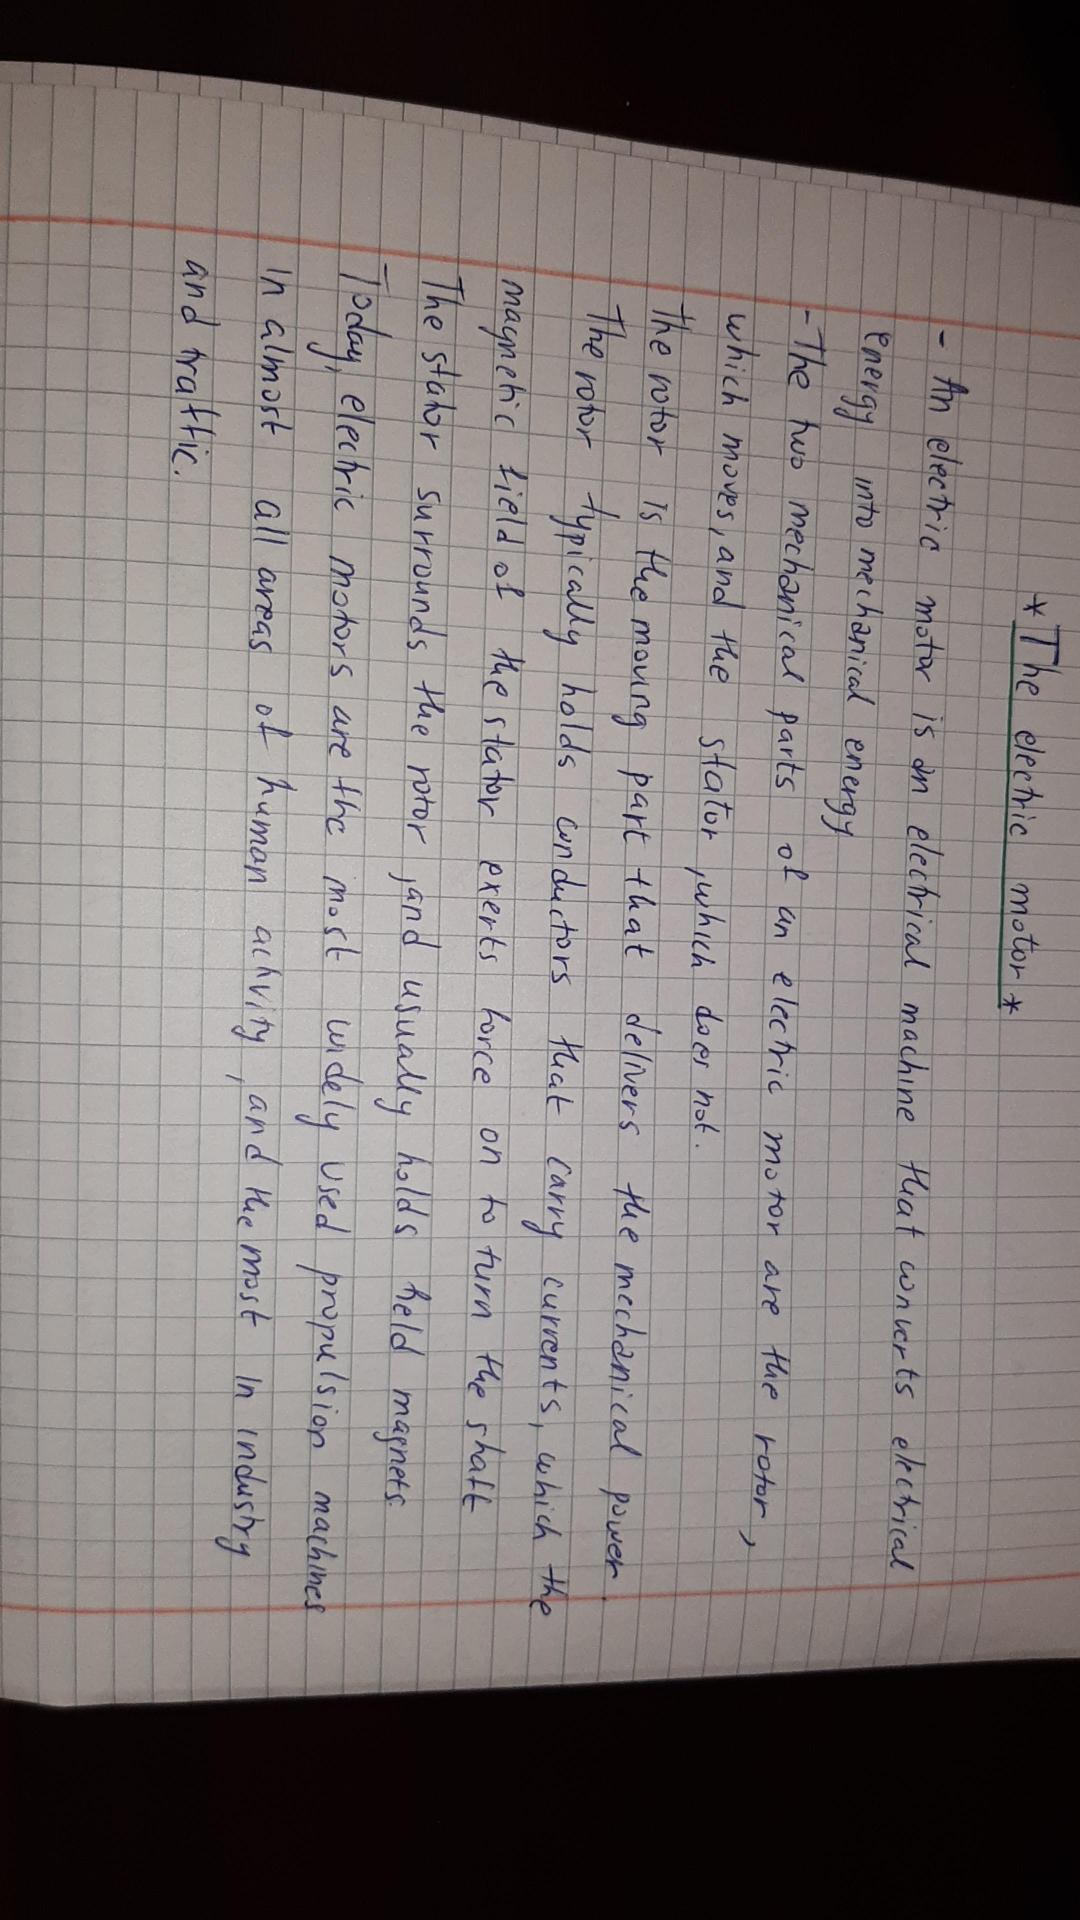 *The electric motor*
- An electric motor is an electrical machine that converts electrical
energy into mechanical energy
-The two mechanical parts of an electric motor are the rotor,
which moves, and the stator, which does not.
The rotor is the moving part that delivers the mechanical power.
The rotor typically holds conductors that carry currents, which the
magnetic field of the stator exerts force on to turn the shaft
The stator surrounds the rotor, and usually holds field magnets.
Today, electric motors are the most widely used propulsion machines
in almost all areas of human activity, and the most in industry
and traffic.